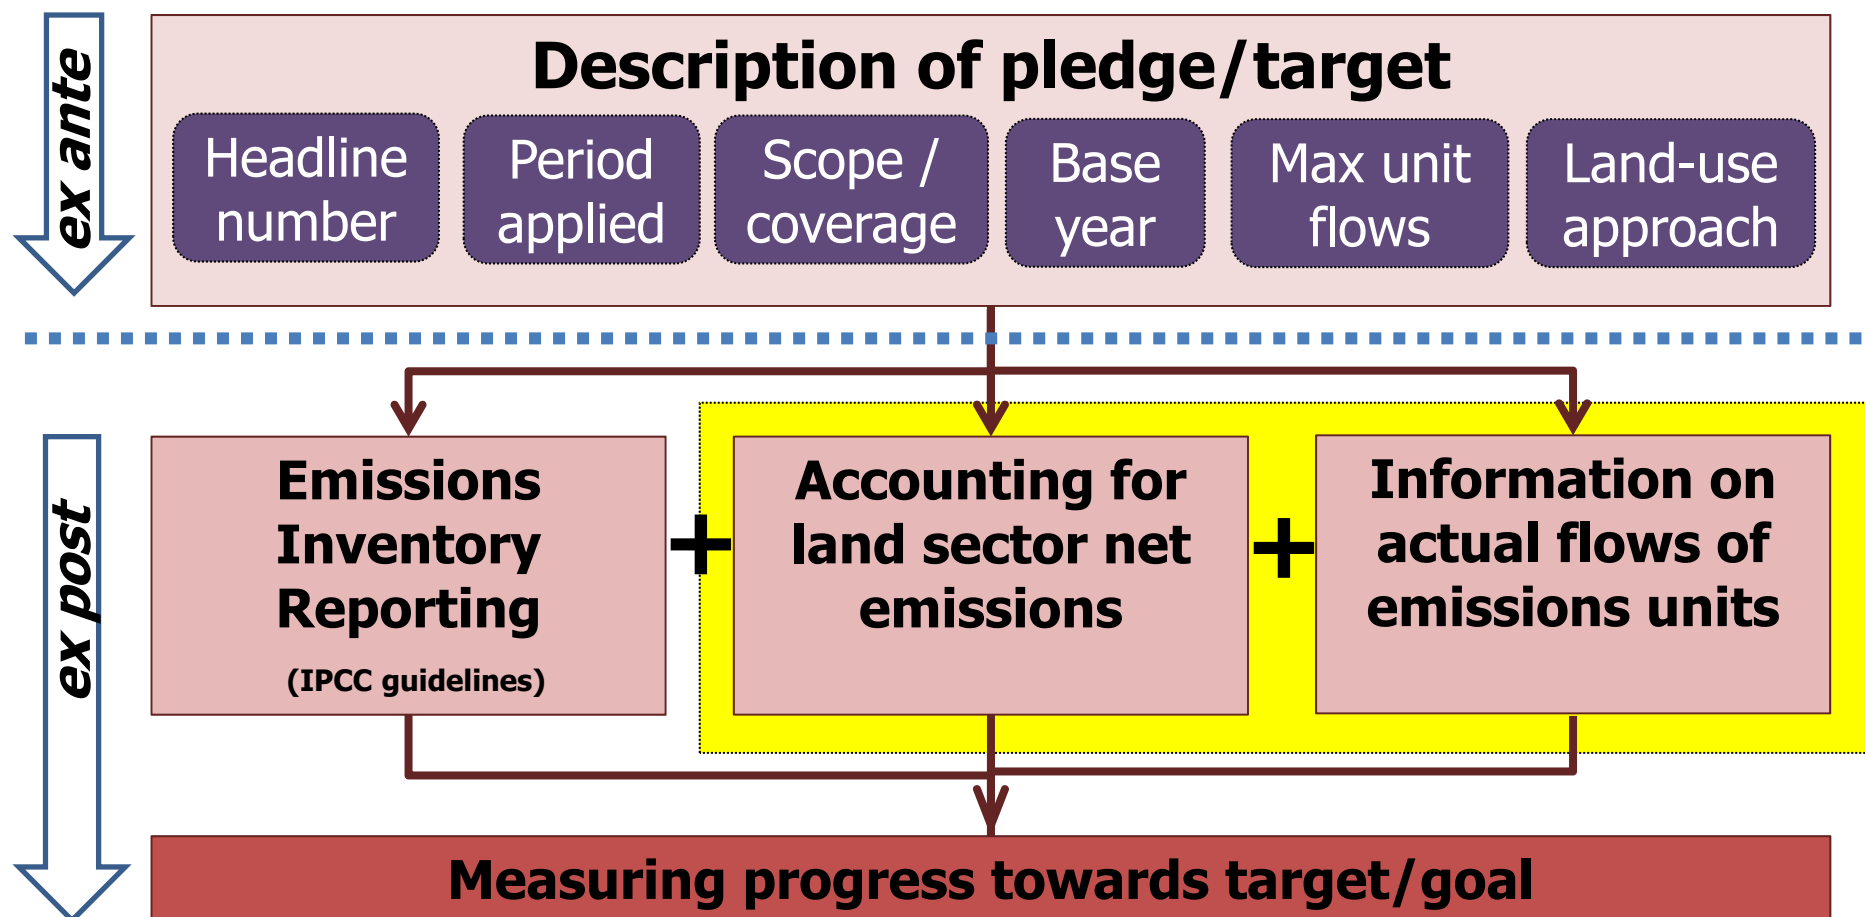 ex ante
Description of pledge/target
Headline
number
Period
applied
Scope /
coverage
Base
year
Max unit
flows
Land-use
approach
ex post
Emissions
Inventory
Reporting
(IPCC guidelines)
+
Accounting for
land sector net
emissions
+
Information on
actual flows of
emissions units
Measuring progress towards target/goal